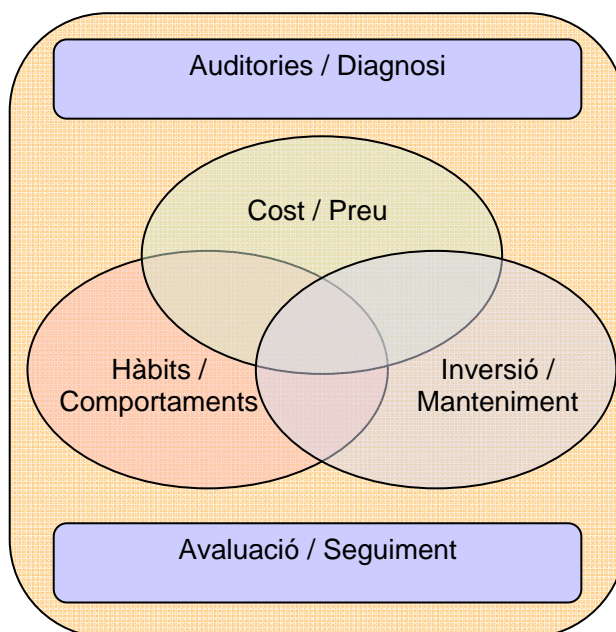 Auditories / Diagnosi
Cost / Preu
Hàbits /
Comportaments
Inversió /
Manteniment
Avaluació / Seguiment